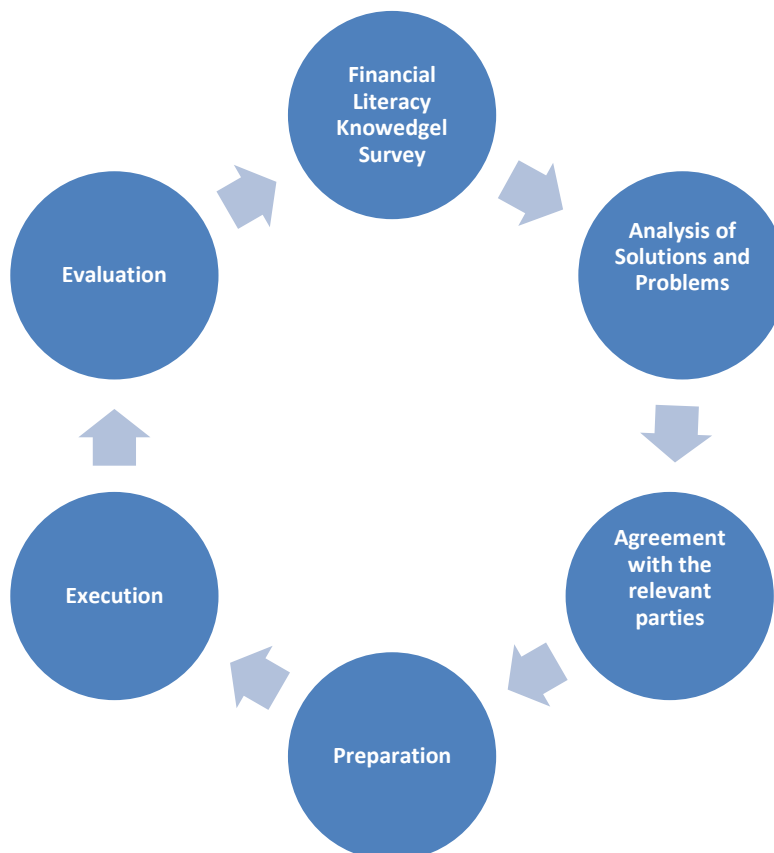 Financial
Literacy
Knowedgel
Survey
Analysis of
Solutions and
Problems
Agreement
with the
relevant
parties
Preparation
Execution
Evaluation